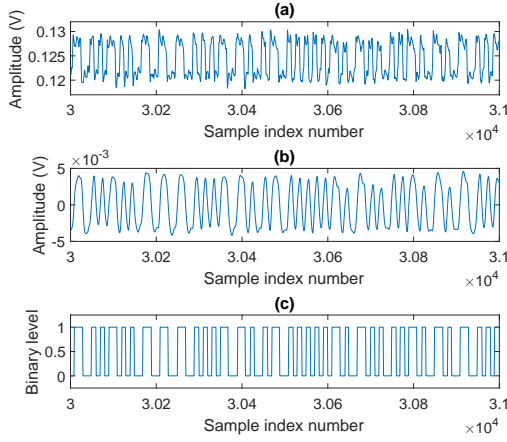 (a)
Amplitude (V)
0.13
0.125
0.12
3 3.02 3.04 3.06 3.08 3.1
Sample index number
×10^4
(b)
×10^-3
Amplitude (V)
5
0
-5
3 3.02 3.04 3.06 3.08 3.1
Sample index number
×10^4
(c)
Binary level
1
0.5
0
3 3.02 3.04 3.06 3.08 3.1
Sample index number
×10^4